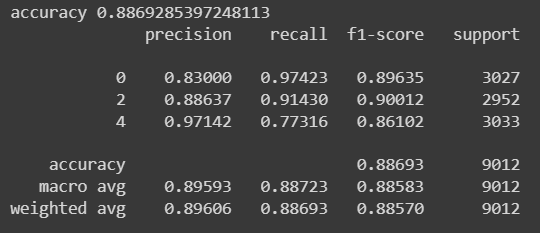 accuracy 0.8869285397248113
precision recall f1-score support
0 0.83000 0.97423 0.89635 3027
2 0.88637 0.91430 0.90012 2952
4 0.97142 0.77316 0.86102 3033
accuracy 0.88693 9012
macro avg 0.89593 0.88723 0.88583 9012
weighted avg 0.89606 0.88693 0.88570 9012